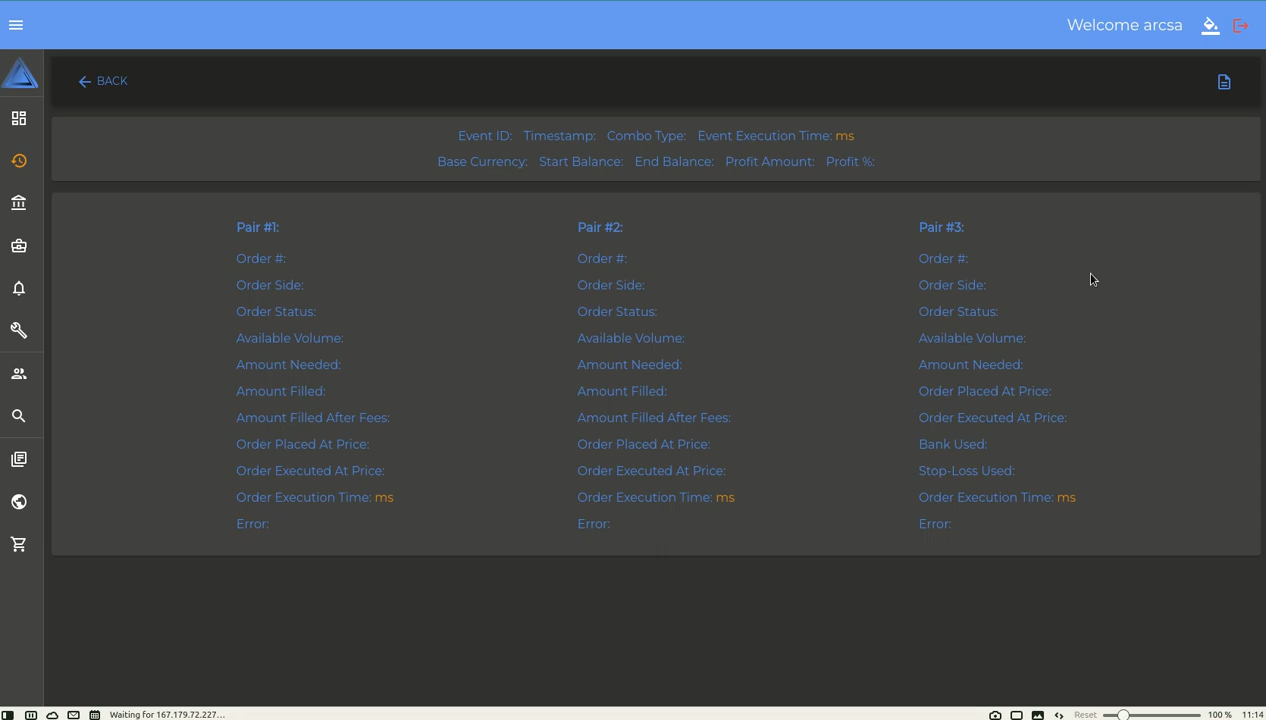 Welcome arcsa
BACK
Event ID: Timestamp: Combo Type: Event Execution Time: ms
Base Currency: Start Balance: End Balance: Profit Amount: Profit %:
Pair #1:
Order #:
Order Side:
Order Status:
Available Volume:
Amount Needed:
Amount Filled:
Amount Filled After Fees:
Order Placed At Price:
Order Executed At Price:
Order Execution Time: ms
Error:
Pair #2:
Order #:
Order Side:
Order Status:
Available Volume:
Amount Needed:
Amount Filled:
Amount Filled After Fees:
Order Placed At Price:
Order Executed At Price:
Order Execution Time: ms
Error:
Pair #3:
Order #:
Order Side:
Order Status:
Available Volume:
Amount Needed:
Order Placed At Price:
Order Executed At Price:
Bank Used:
Stop-Loss Used:
Order Execution Time: ms
Error:
Waiting for 167.179.72.227... Reset 100 % 11:14